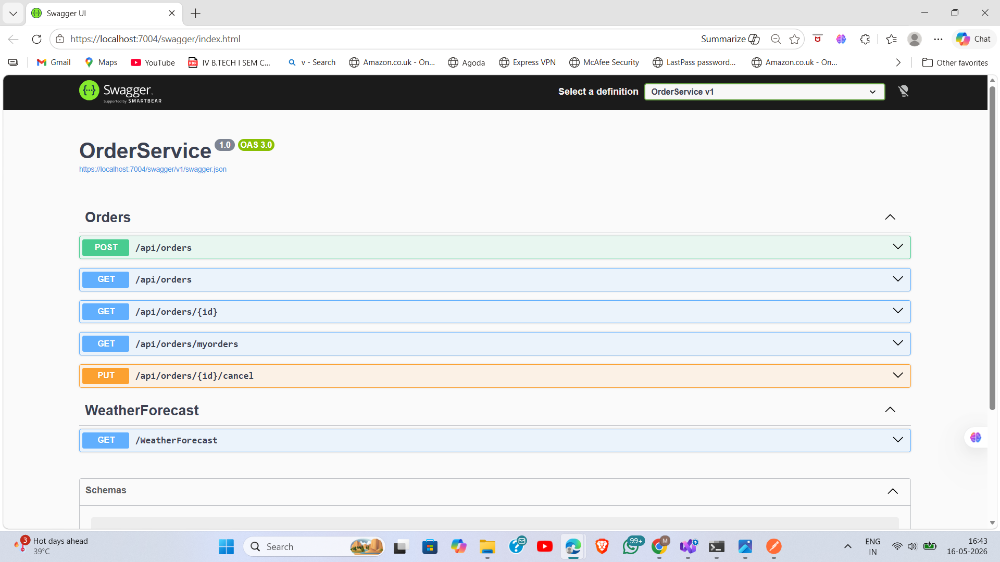 Swagger UI
https://localhost:7004/swagger/index.html
Summarize
Chat
Gmail
Maps
YouTube
IV B.TECH I SEM C...
v - Search
Amazon.co.uk - On...
Agoda
Express VPN
McAfee Security
LastPass password...
Amazon.co.uk - On...
Other favorites
Swagger
Supported by SMARTBEAR
Select a definition
OrderService v1
OrderService 1.0 OAS 3.0
https://localhost:7004/swagger/v1/swagger.json
Orders
POST /api/orders
GET /api/orders
GET /api/orders/{id}
GET /api/orders/myorders
PUT /api/orders/{id}/cancel
WeatherForecast
GET /WeatherForecast
Schemas
3
Hot days ahead
39°C
Search
99+
M
ENG
IN
16:43
16-05-2026